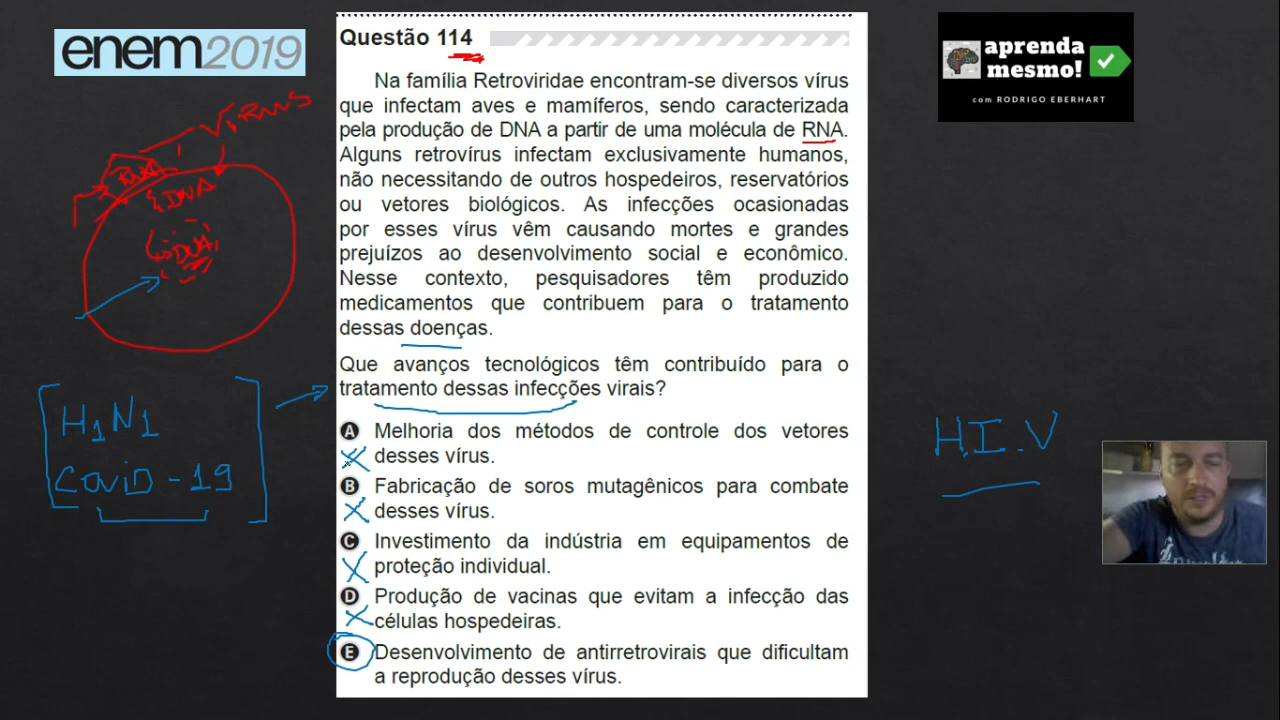 enem2019
Questão 114
aprenda
mesmo!
com RODRIGO EBERHART
Na família Retroviridae encontram-se diversos vírus
que infectam aves e mamíferos, sendo caracterizada
pela produção de DNA a partir de uma molécula de RNA.
Alguns retrovírus infectam exclusivamente humanos,
não necessitando de outros hospedeiros, reservatórios
ou vetores biológicos. As infecções ocasionadas
por esses vírus vêm causando mortes e grandes
prejuízos ao desenvolvimento social e econômico.
Nesse contexto, pesquisadores têm produzido
medicamentos que contribuem para o tratamento
dessas doenças.
Que avanços tecnológicos têm contribuído para o
tratamento dessas infecções virais?
A Melhoria dos métodos de controle dos vetores
desses vírus.
B Fabricação de soros mutagênicos para combate
desses vírus.
C Investimento da indústria em equipamentos de
proteção individual.
D Produção de vacinas que evitam a infecção das
células hospedeiras.
E Desenvolvimento de antirretrovirais que dificultam
a reprodução desses vírus.
RNA
DNA
DNA
H1N1
COVID-19
H.I.V